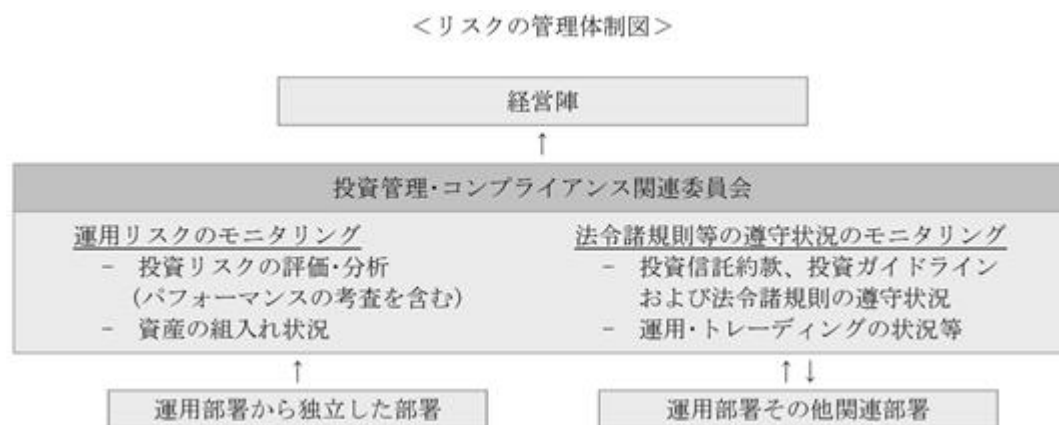 ＜リスクの管理体制図＞
経営陣
↑
投資管理・コンプライアンス関連委員会
運用リスクのモニタリング
－ 投資リスクの評価・分析
（パフォーマンスの考査を含む）
－ 資産の組入れ状況
法令諸規則等の遵守状況のモニタリング
－ 投資信託約款、投資ガイドライン
および法令諸規則の遵守状況
－ 運用・トレーディングの状況等
↑
↑↓
運用部署から独立した部署
運用部署その他関連部署